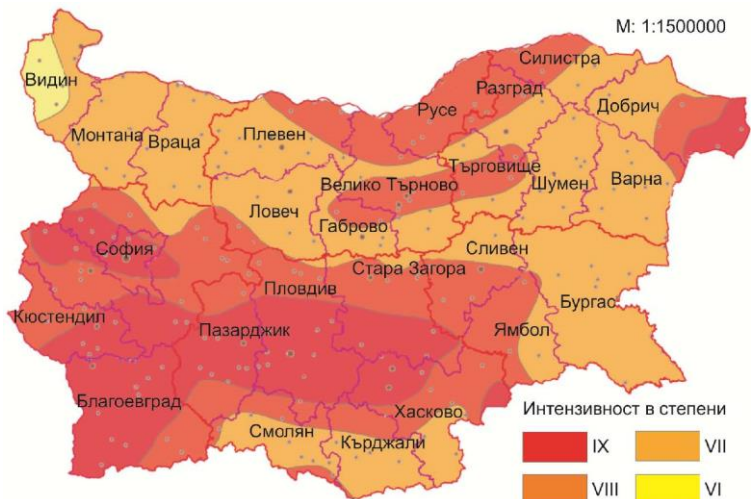 М: 1:1500000
Силистра
Видин
Разград
Русе
Добрич
Монтана
Враца
Плевен
Търговище
Велико Търново
Шумен
Варна
Ловеч
Габрово
София
Сливен
Стара Загора
Пловдив
Бургас
Кюстендил
Пазарджик
Ямбол
Благоевград
Хасково
Смолян
Кърджали
Интензивност в степени
IX
VII
VIII
VI